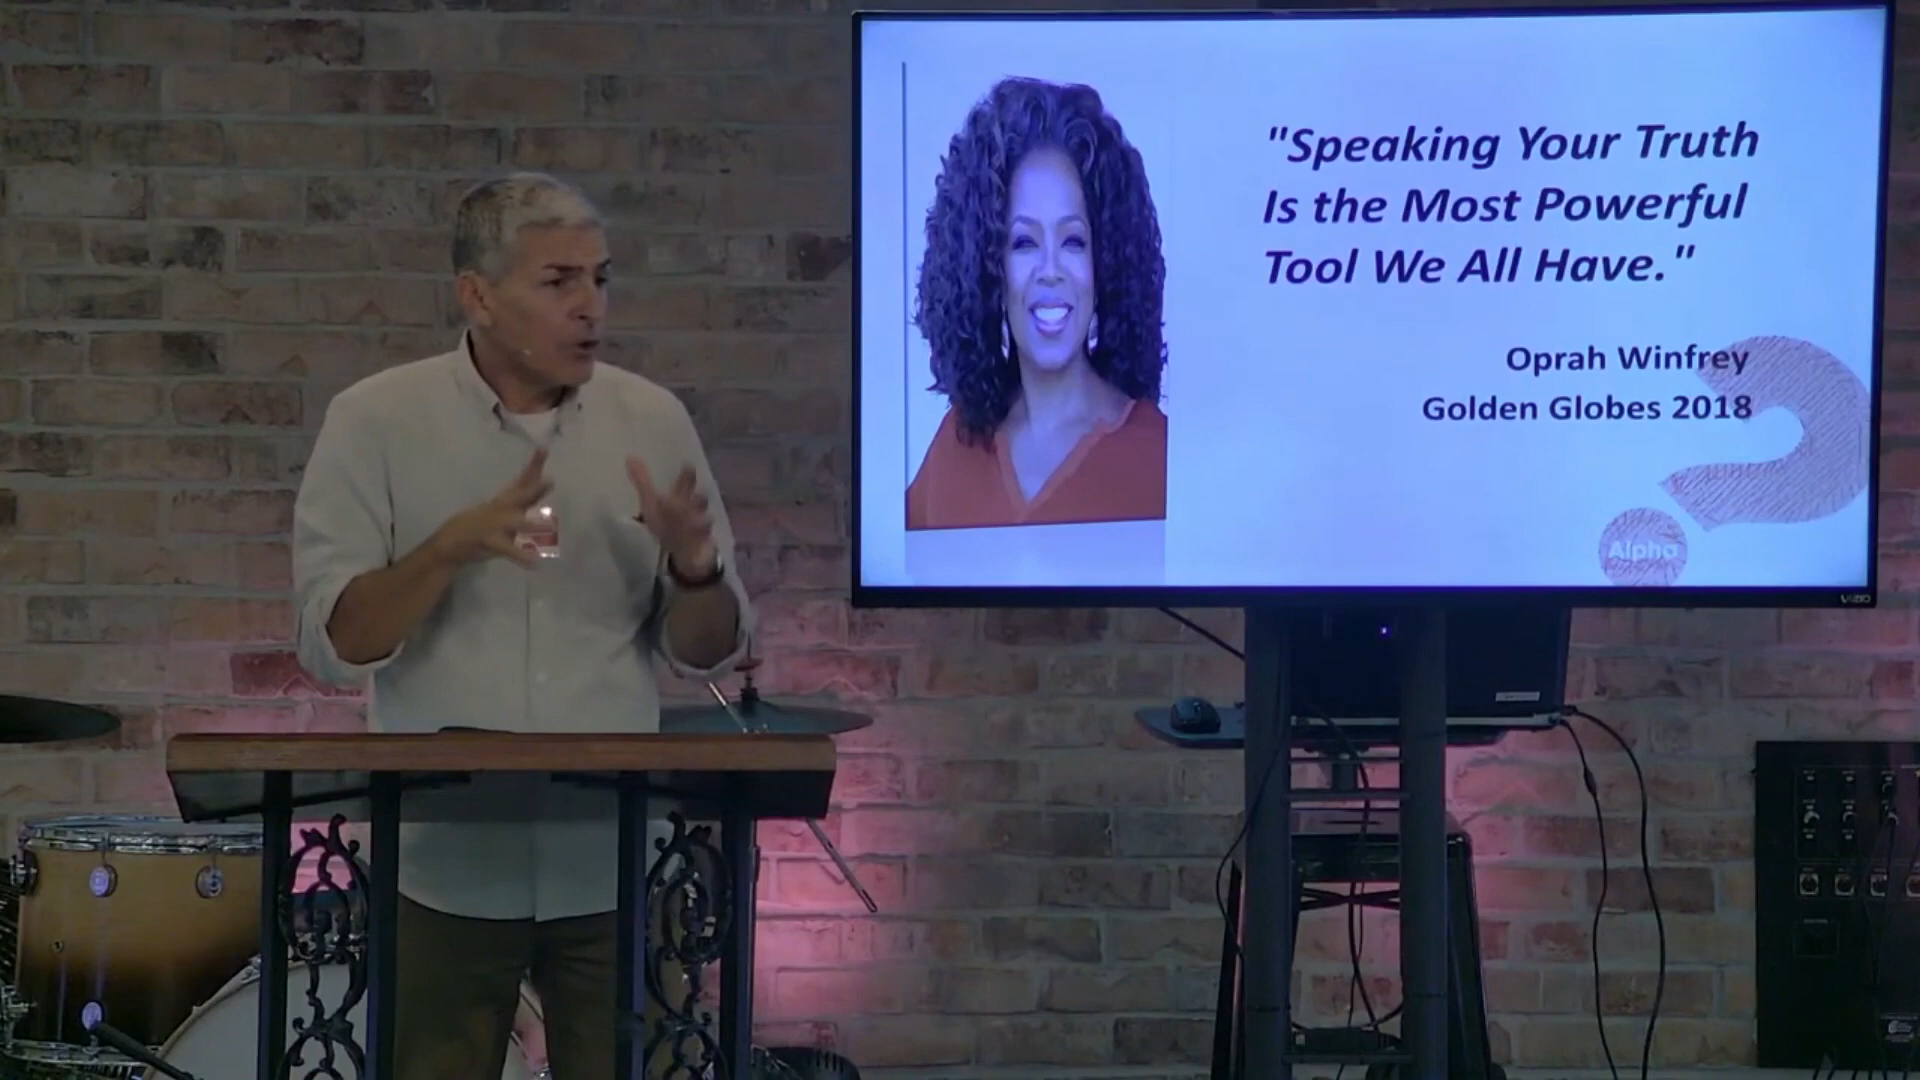 "Speaking Your Truth
Is the Most Powerful
Tool We All Have."
Oprah Winfrey
Golden Globes 2018
Alpha
VIZIO